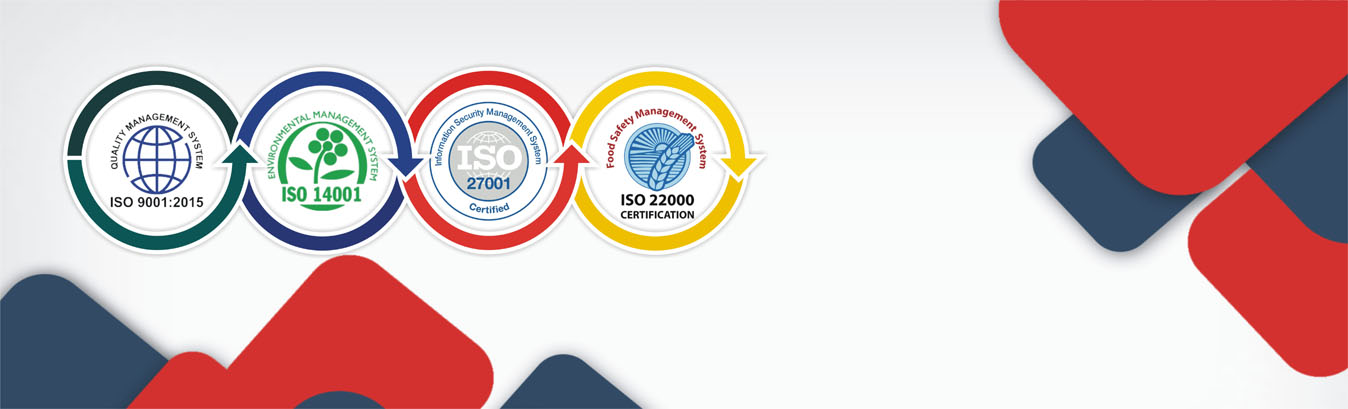 QUALITY MANAGEMENT SYSTEM
ISO 9001:2015
ENVIRONMENTAL MANAGEMENT SYSTEM
ISO 14001
Information Security Management System
ISO
27001
Certified
Food Safety Management System
ISO 22000
CERTIFICATION